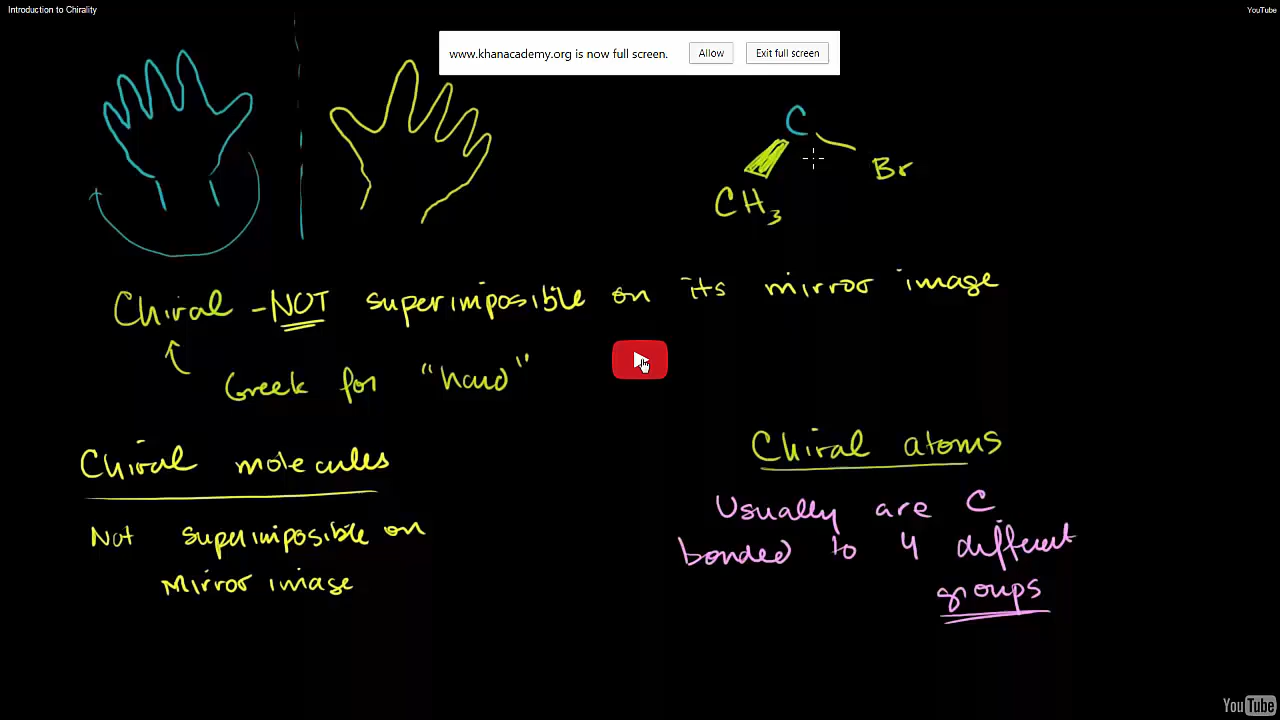 Introduction to Chirality
YouTube
www.khanacademy.org is now full screen.
Allow
Exit full screen
C
Br
CH3
Chiral - NOT superimposible on its mirror image
Greek for "hand"
Chiral molecules
Not superimposible on
Mirror image
Chiral atoms
Usually are C
bonded to 4 different
groups
YouTube